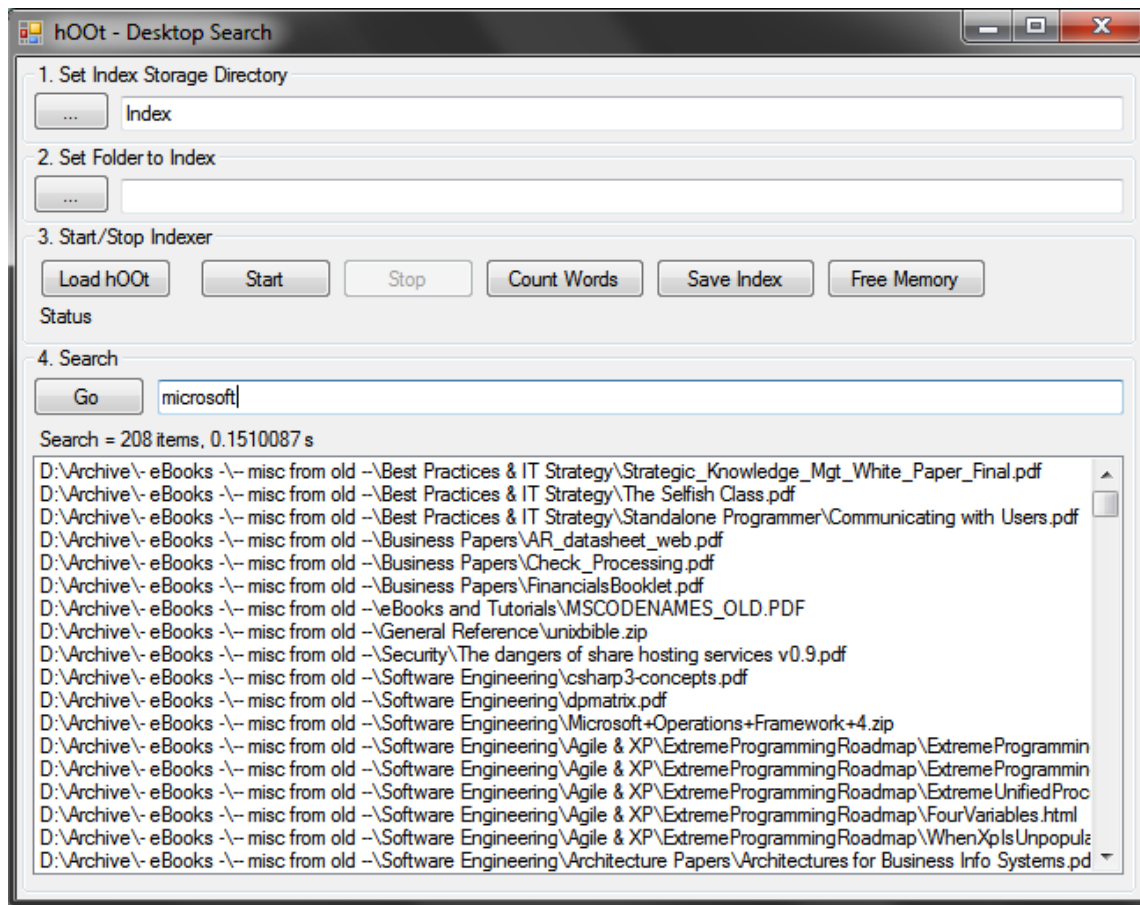 hOOt - Desktop Search
1. Set Index Storage Directory
... Index
2. Set Folder to Index
...
3. Start/Stop Indexer
Load hOOt Start Stop Count Words Save Index Free Memory
Status
4. Search
Go microsoft
Search = 208 items, 0.1510087 s
D:\Archive\- eBooks -\-- misc from old --\Best Practices & IT Strategy\Strategic_Knowledge_Mgt_White_Paper_Final.pdf
D:\Archive\- eBooks -\-- misc from old --\Best Practices & IT Strategy\The Selfish Class.pdf
D:\Archive\- eBooks -\-- misc from old --\Best Practices & IT Strategy\Standalone Programmer\Communicating with Users.pdf
D:\Archive\- eBooks -\-- misc from old --\Business Papers\AR_datasheet_web.pdf
D:\Archive\- eBooks -\-- misc from old --\Business Papers\Check_Processing.pdf
D:\Archive\- eBooks -\-- misc from old --\Business Papers\FinancialsBooklet.pdf
D:\Archive\- eBooks -\-- misc from old --\eBooks and Tutorials\MSCODENAMES_OLD.PDF
D:\Archive\- eBooks -\-- misc from old --\General Reference\unixbible.zip
D:\Archive\- eBooks -\-- misc from old --\Security\The dangers of share hosting services v0.9.pdf
D:\Archive\- eBooks -\-- misc from old --\Software Engineering\csharp3-concepts.pdf
D:\Archive\- eBooks -\-- misc from old --\Software Engineering\dpmatrix.pdf
D:\Archive\- eBooks -\-- misc from old --\Software Engineering\Microsoft+Operations+Framework+4.zip
D:\Archive\- eBooks -\-- misc from old --\Software Engineering\Agile & XP\ExtremeProgrammingRoadmap\ExtremeProgrammin
D:\Archive\- eBooks -\-- misc from old --\Software Engineering\Agile & XP\ExtremeProgrammingRoadmap\ExtremeProgrammin
D:\Archive\- eBooks -\-- misc from old --\Software Engineering\Agile & XP\ExtremeProgrammingRoadmap\ExtremeUnifiedProc
D:\Archive\- eBooks -\-- misc from old --\Software Engineering\Agile & XP\ExtremeProgrammingRoadmap\FourVariables.html
D:\Archive\- eBooks -\-- misc from old --\Software Engineering\Agile & XP\ExtremeProgrammingRoadmap\WhenXpIsUnpopula
D:\Archive\- eBooks -\-- misc from old --\Software Engineering\Architecture Papers\Architectures for Business Info Systems.pd